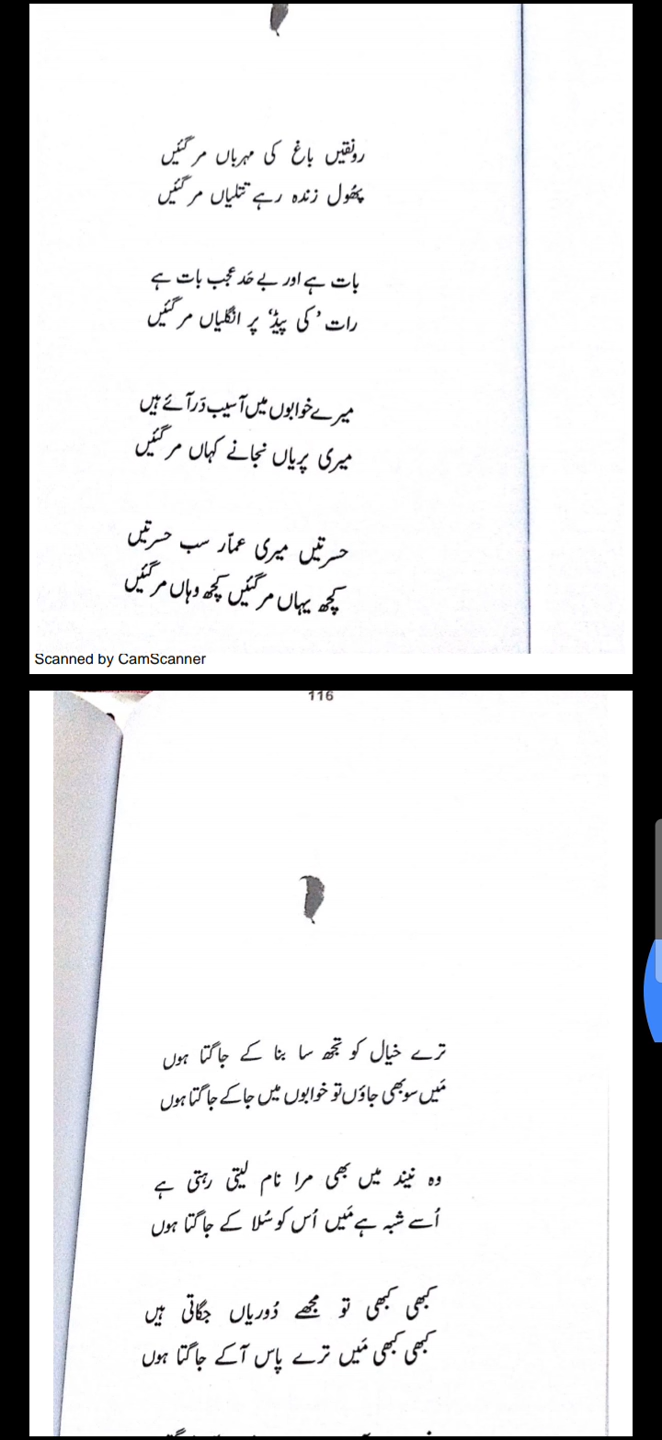 رونقیں باغ کی مہرباں مر گئیں
پھُول زندہ رہے تتلیاں مر گئیں
بات ہے اور بے حَد عجب بات ہے
رات ’کی پیڈ‘ پر انگلیاں مر گئیں
میرے خوابوں میں آسیب دَر آئے ہیں
میری پریاں نجانے کہاں مر گئیں
حسرتیں میری عمّار سب حسرتیں
کچھ یہاں مر گئیں کچھ وہاں مر گئیں
Scanned by CamScanner
116
ترے خیال کو تجھ سا بنا کے جاگتا ہوں
مَیں سو بھی جاؤں تو خوابوں میں جا کے جاگتا ہوں
وہ نیند میں بھی مرا نام لیتی رہتی ہے
اُسے شبہ ہے مَیں اُس کو سُلا کے جاگتا ہوں
کبھی کبھی تو مجھے دُوریاں جگاتی ہیں
کبھی کبھی مَیں ترے پاس آ کے جاگتا ہوں